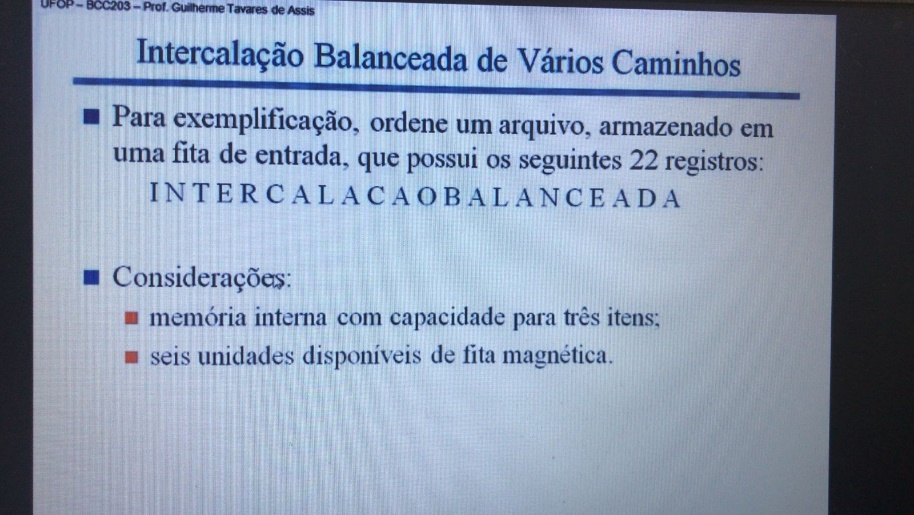 UFOP – BCC203 – Prof. Guilherme Tavares de Assis
Intercalação Balanceada de Vários Caminhos
Para exemplificação, ordene um arquivo, armazenado em
uma fita de entrada, que possui os seguintes 22 registros:
I N T E R C A L A C A O B A L A N C E A D A
Considerações:
memória interna com capacidade para três itens;
seis unidades disponíveis de fita magnética.